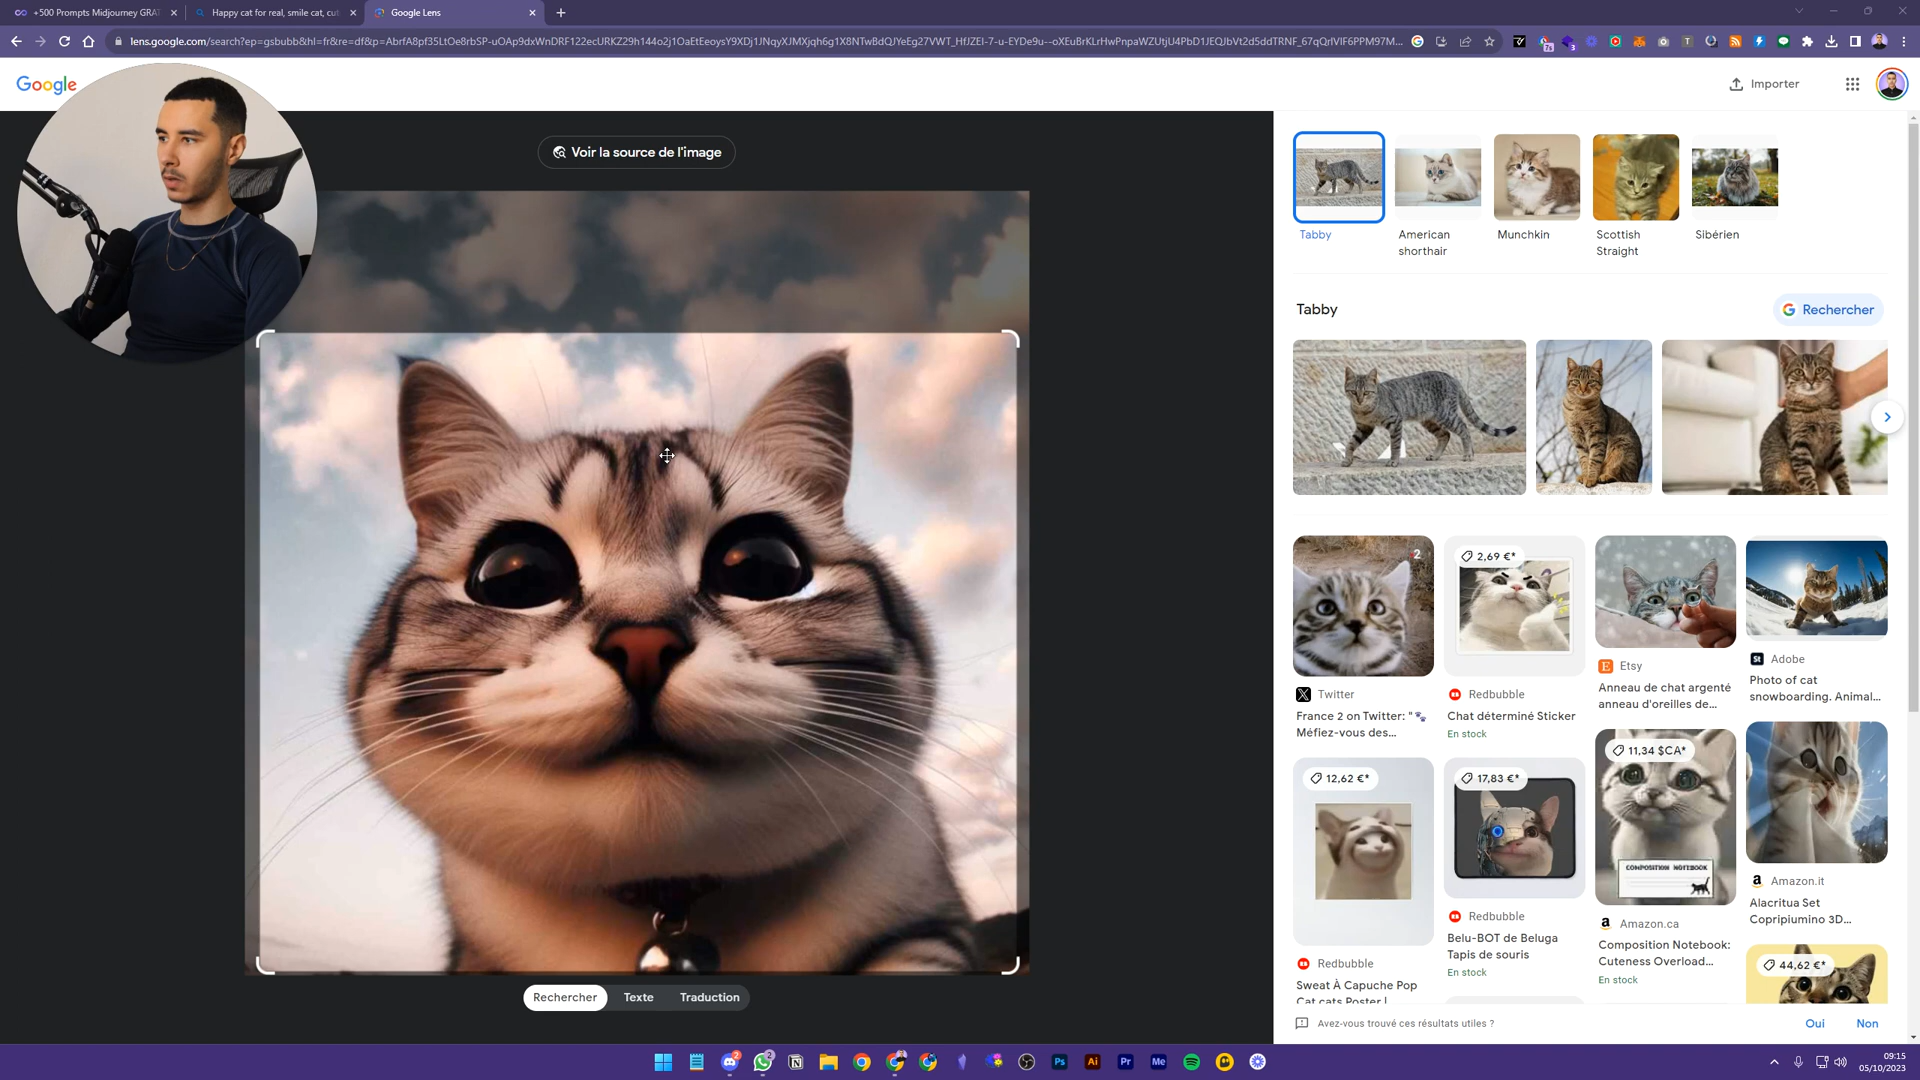 +500 Prompts Midjourney GRA
Happy cat for real, smile cat, cu
Google Lens
Google
Importer
Voir la source de l'image
Tabby
American
shorthair
Munchkin
Scottish
Straight
Sibérien
Tabby
Rechercher
2
Twitter
France 2 on Twitter: "🐾
Méfiez-vous des...
2,69 €*
Redbubble
Chat déterminé Sticker
En stock
Etsy
Anneau de chat argenté
anneau d'oreilles de...
Adobe
Photo of cat
snowboarding. Animal...
12,62 €*
Redbubble
Sweat À Capuche Pop
Cat cats Poster |
17,83 €*
Redbubble
Belu-BOT de Beluga
Tapis de souris
En stock
11,34 $CA*
COMPOSITION NOTEBOOK
Amazon.ca
Composition Notebook:
Cuteness Overload...
En stock
Amazon.it
Alacritua Set
Copripiumino 3D...
44,62 €*
Rechercher
Texte
Traduction
Avez-vous trouvé ces résultats utiles ?
Oui
Non
09:15
05/10/2023